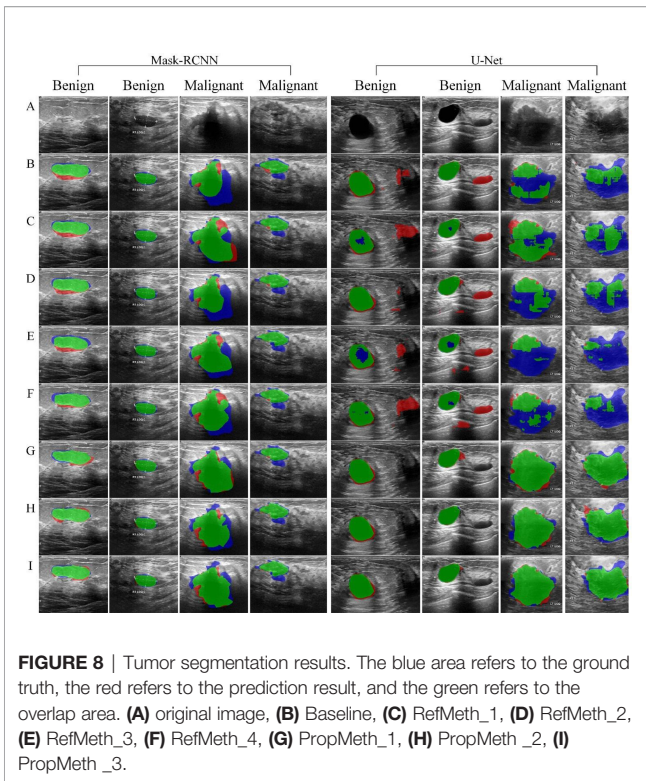 Mask-RCNN U-Net
Benign Benign Malignant Malignant Benign Benign Malignant Malignant
A
B
C
D
E
F
G
H
I
FIGURE 8 | Tumor segmentation results. The blue area refers to the ground
truth, the red refers to the prediction result, and the green refers to the
overlap area. (A) original image, (B) Baseline, (C) RefMeth_1, (D) RefMeth_2,
(E) RefMeth_3, (F) RefMeth_4, (G) PropMeth_1, (H) PropMeth _2, (I)
PropMeth _3.